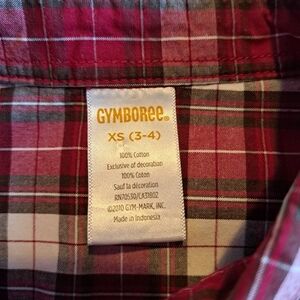 GYMBOREE®
XS (3-4)
100% Cotton
Exclusive of decoration
100% Coton
Sauf la décoration
RN70530/CA37802
©2010 GYM-MARK, INC.
Made in Indonesia